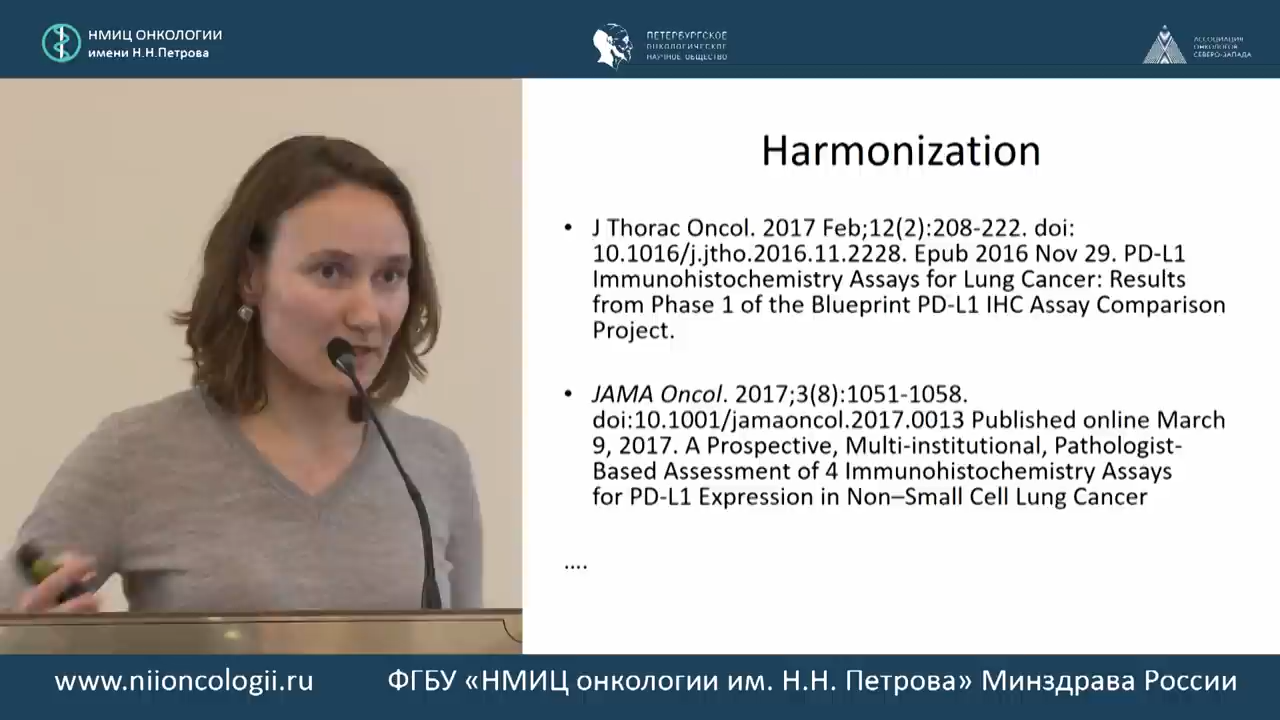 НМИЦ ОНКОЛОГИИ
имени Н.Н.Петрова
ПЕТЕРБУРГСКОЕ
ОНКОЛОГИЧЕСКОЕ
НАУЧНОЕ ОБЩЕСТВО
АССОЦИАЦИЯ
ОНКОЛОГОВ
СЕВЕРО-ЗАПАДА
Harmonization
• J Thorac Oncol. 2017 Feb;12(2):208-222. doi:
10.1016/j.jtho.2016.11.2228. Epub 2016 Nov 29. PD-L1
Immunohistochemistry Assays for Lung Cancer: Results
from Phase 1 of the Blueprint PD-L1 IHC Assay Comparison
Project.
• JAMA Oncol. 2017;3(8):1051-1058.
doi:10.1001/jamaoncol.2017.0013 Published online March
9, 2017. A Prospective, Multi-institutional, Pathologist-
Based Assessment of 4 Immunohistochemistry Assays
for PD-L1 Expression in Non–Small Cell Lung Cancer
....
www.niioncologii.ru
ФГБУ «НМИЦ онкологии им. Н.Н. Петрова» Минздрава России